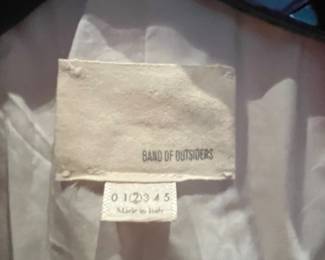 BAND OF OUTSIDERS
0 1 2 3 4 5
Made in Italy